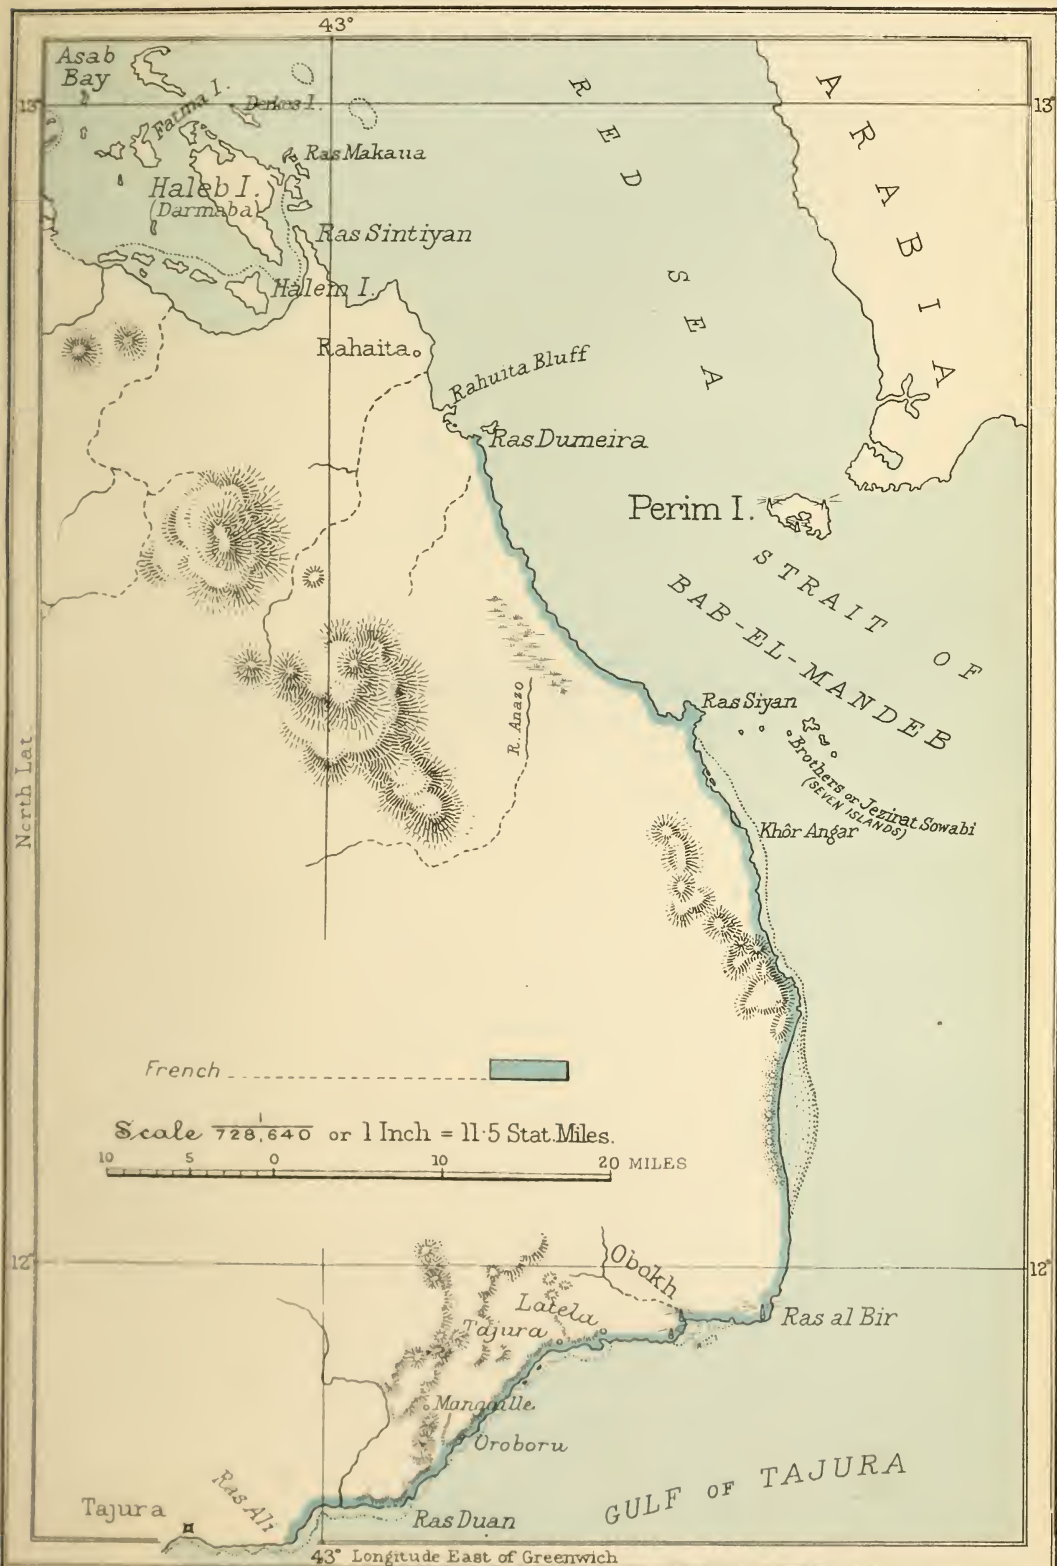 43°
Asab
Bay
13°
13°
Fatma I.
Derkos I.
Ras Makaua
Haleb I.
(Darmaba)
Ras Sintiyan
Halem I.
RED SEA
ARABIA
Rahaita
Rahuita Bluff
Ras Dumeira
Perim I.
STRAIT OF
BAB-EL-MANDEB
R. Anazo
Ras Siyan
Brothers or Jezirat Sowabi
(SEVEN ISLANDS)
Khôr Angar
North Lat
French
Scale 1/728,640 or 1 Inch = 11·5 Stat. Miles.
10 5 0 10 20 MILES
12°
12°
Obokh
Latela
Tajura
Ras al Bir
Oroboru
GULF OF TAJURA
Ras Ali
Tajura
Ras Duan
43° Longitude East of Greenwich